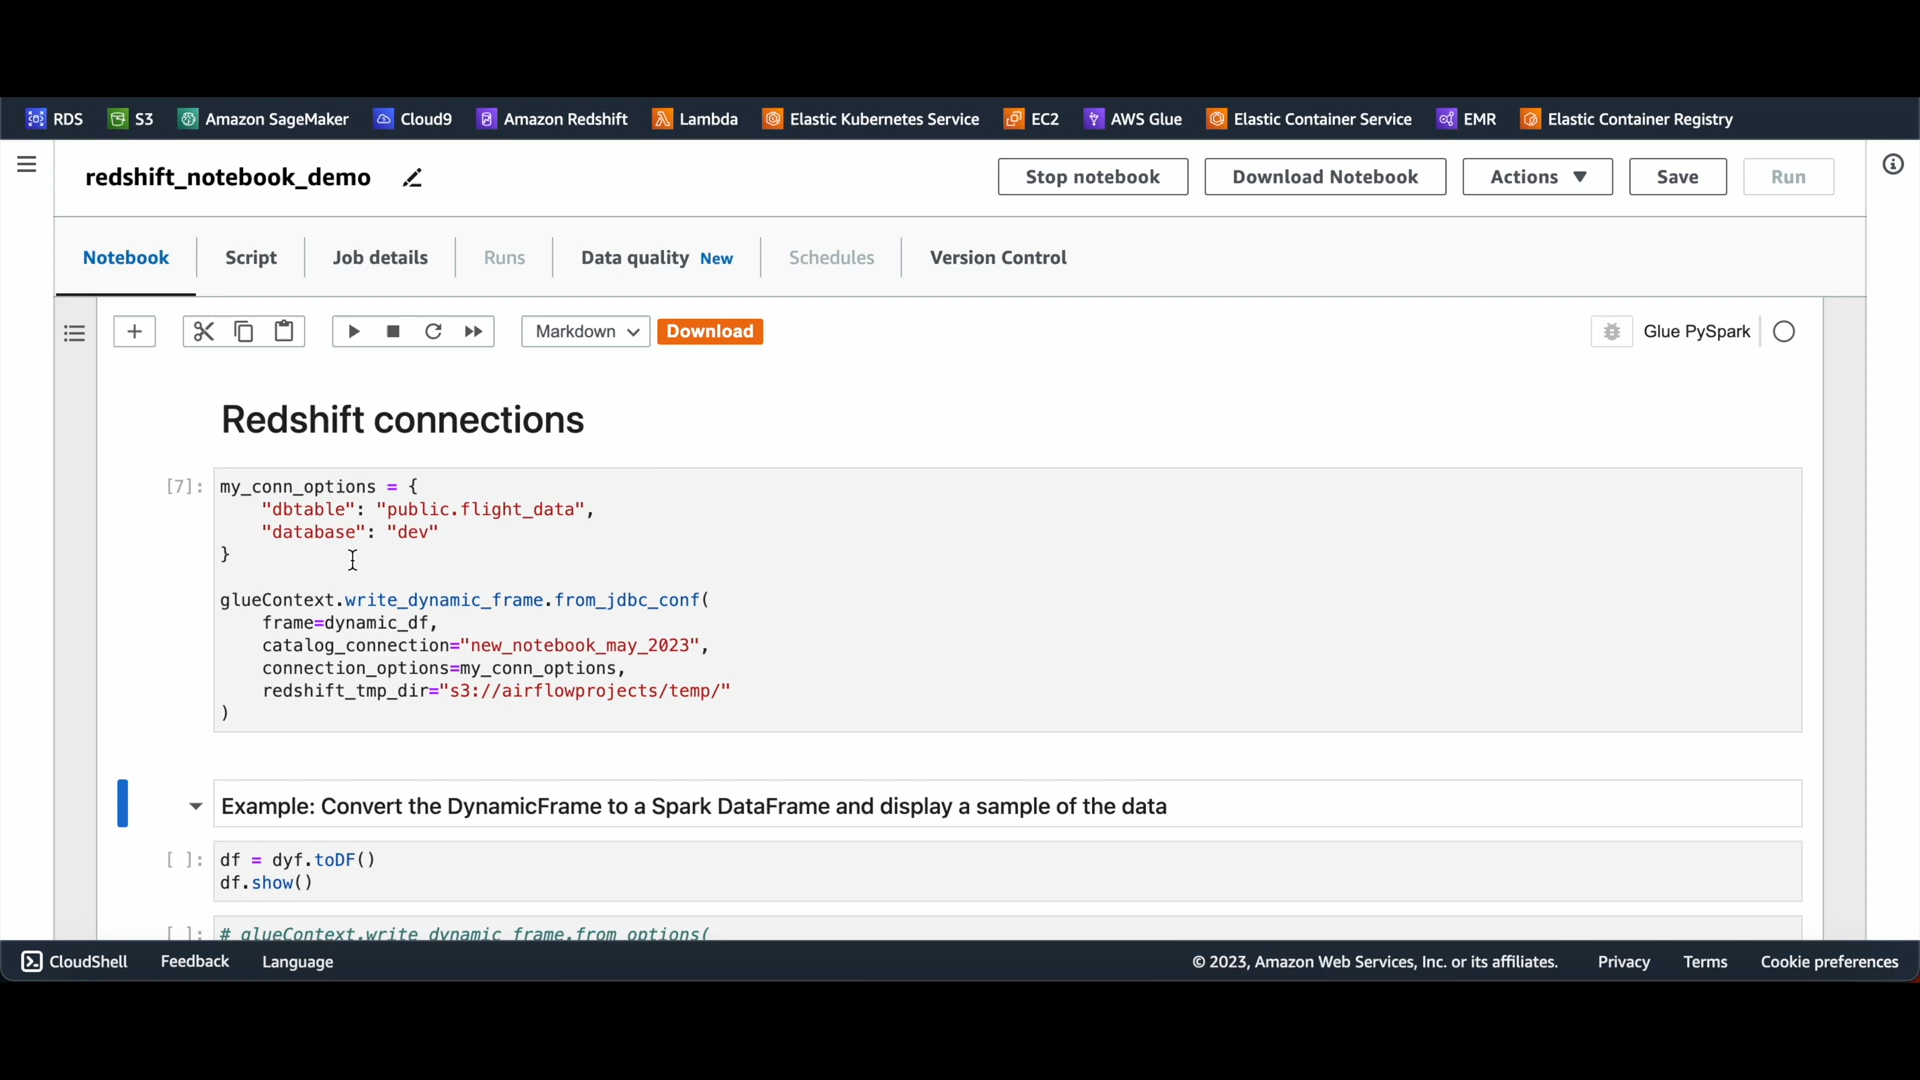 RDS S3 Amazon SageMaker Cloud9 Amazon Redshift Lambda Elastic Kubernetes Service EC2 AWS Glue Elastic Container Service EMR Elastic Container Registry
redshift_notebook_demo Stop notebook Download Notebook Actions Save Run
Notebook Script Job details Runs Data quality New Schedules Version Control
Markdown Download Glue PySpark
Redshift connections
[7]: my_conn_options = {
"dbtable": "public.flight_data",
"database": "dev"
}
glueContext.write_dynamic_frame.from_jdbc_conf(
frame=dynamic_df,
catalog_connection="new_notebook_may_2023",
connection_options=my_conn_options,
redshift_tmp_dir="s3://airflowprojects/temp/"
)
Example: Convert the DynamicFrame to a Spark DataFrame and display a sample of the data
[ ]: df = dyf.toDF()
df.show()
[ ]: # glueContext.write_dynamic_frame.from_options(
CloudShell Feedback Language © 2023, Amazon Web Services, Inc. or its affiliates. Privacy Terms Cookie preferences